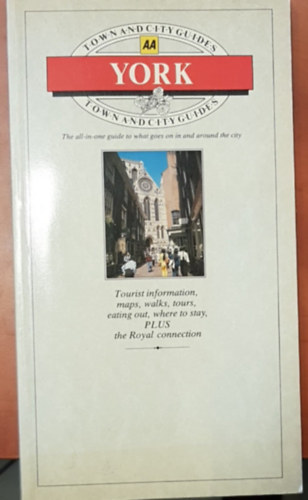 TOWN AND CITY GUIDES
AA
YORK
TOWN AND CITY GUIDES
The all-in-one guide to what goes on in and around the city
Tourist information,
maps, walks, tours,
eating out, where to stay,
PLUS
the Royal connection